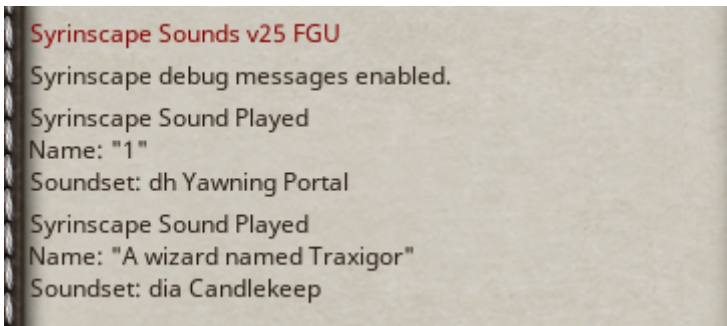 Syrinscape Sounds v25 FGU
Syrinscape debug messages enabled.
Syrinscape Sound Played
Name: "1"
Soundset: dh Yawning Portal
Syrinscape Sound Played
Name: "A wizard named Traxigor"
Soundset: dia Candlekeep